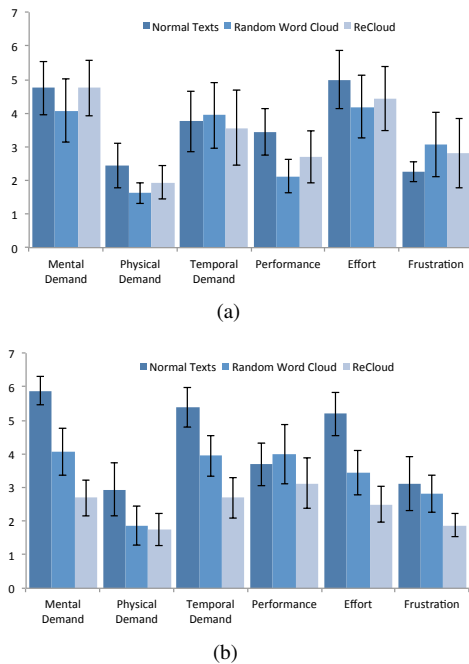 7
Normal Texts Random Word Cloud ReCloud
6
5
4
3
2
1
0
Mental Demand Physical Demand Temporal Demand Performance Effort Frustration
(a)
7
Normal Texts Random Word Cloud ReCloud
6
5
4
3
2
1
0
Mental Demand Physical Demand Temporal Demand Performance Effort Frustration
(b)